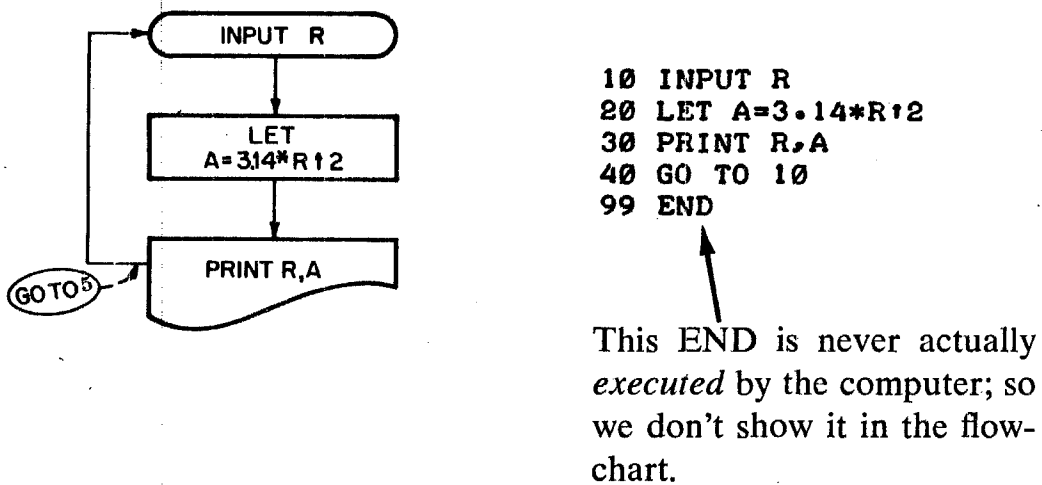 INPUT R
LET
A=3.14*R↑2
PRINT R,A
GO TO 5
10 INPUT R
20 LET A=3.14*R↑2
30 PRINT R,A
40 GO TO 10
99 END
This END is never actually
executed by the computer; so
we don't show it in the flow-
chart.